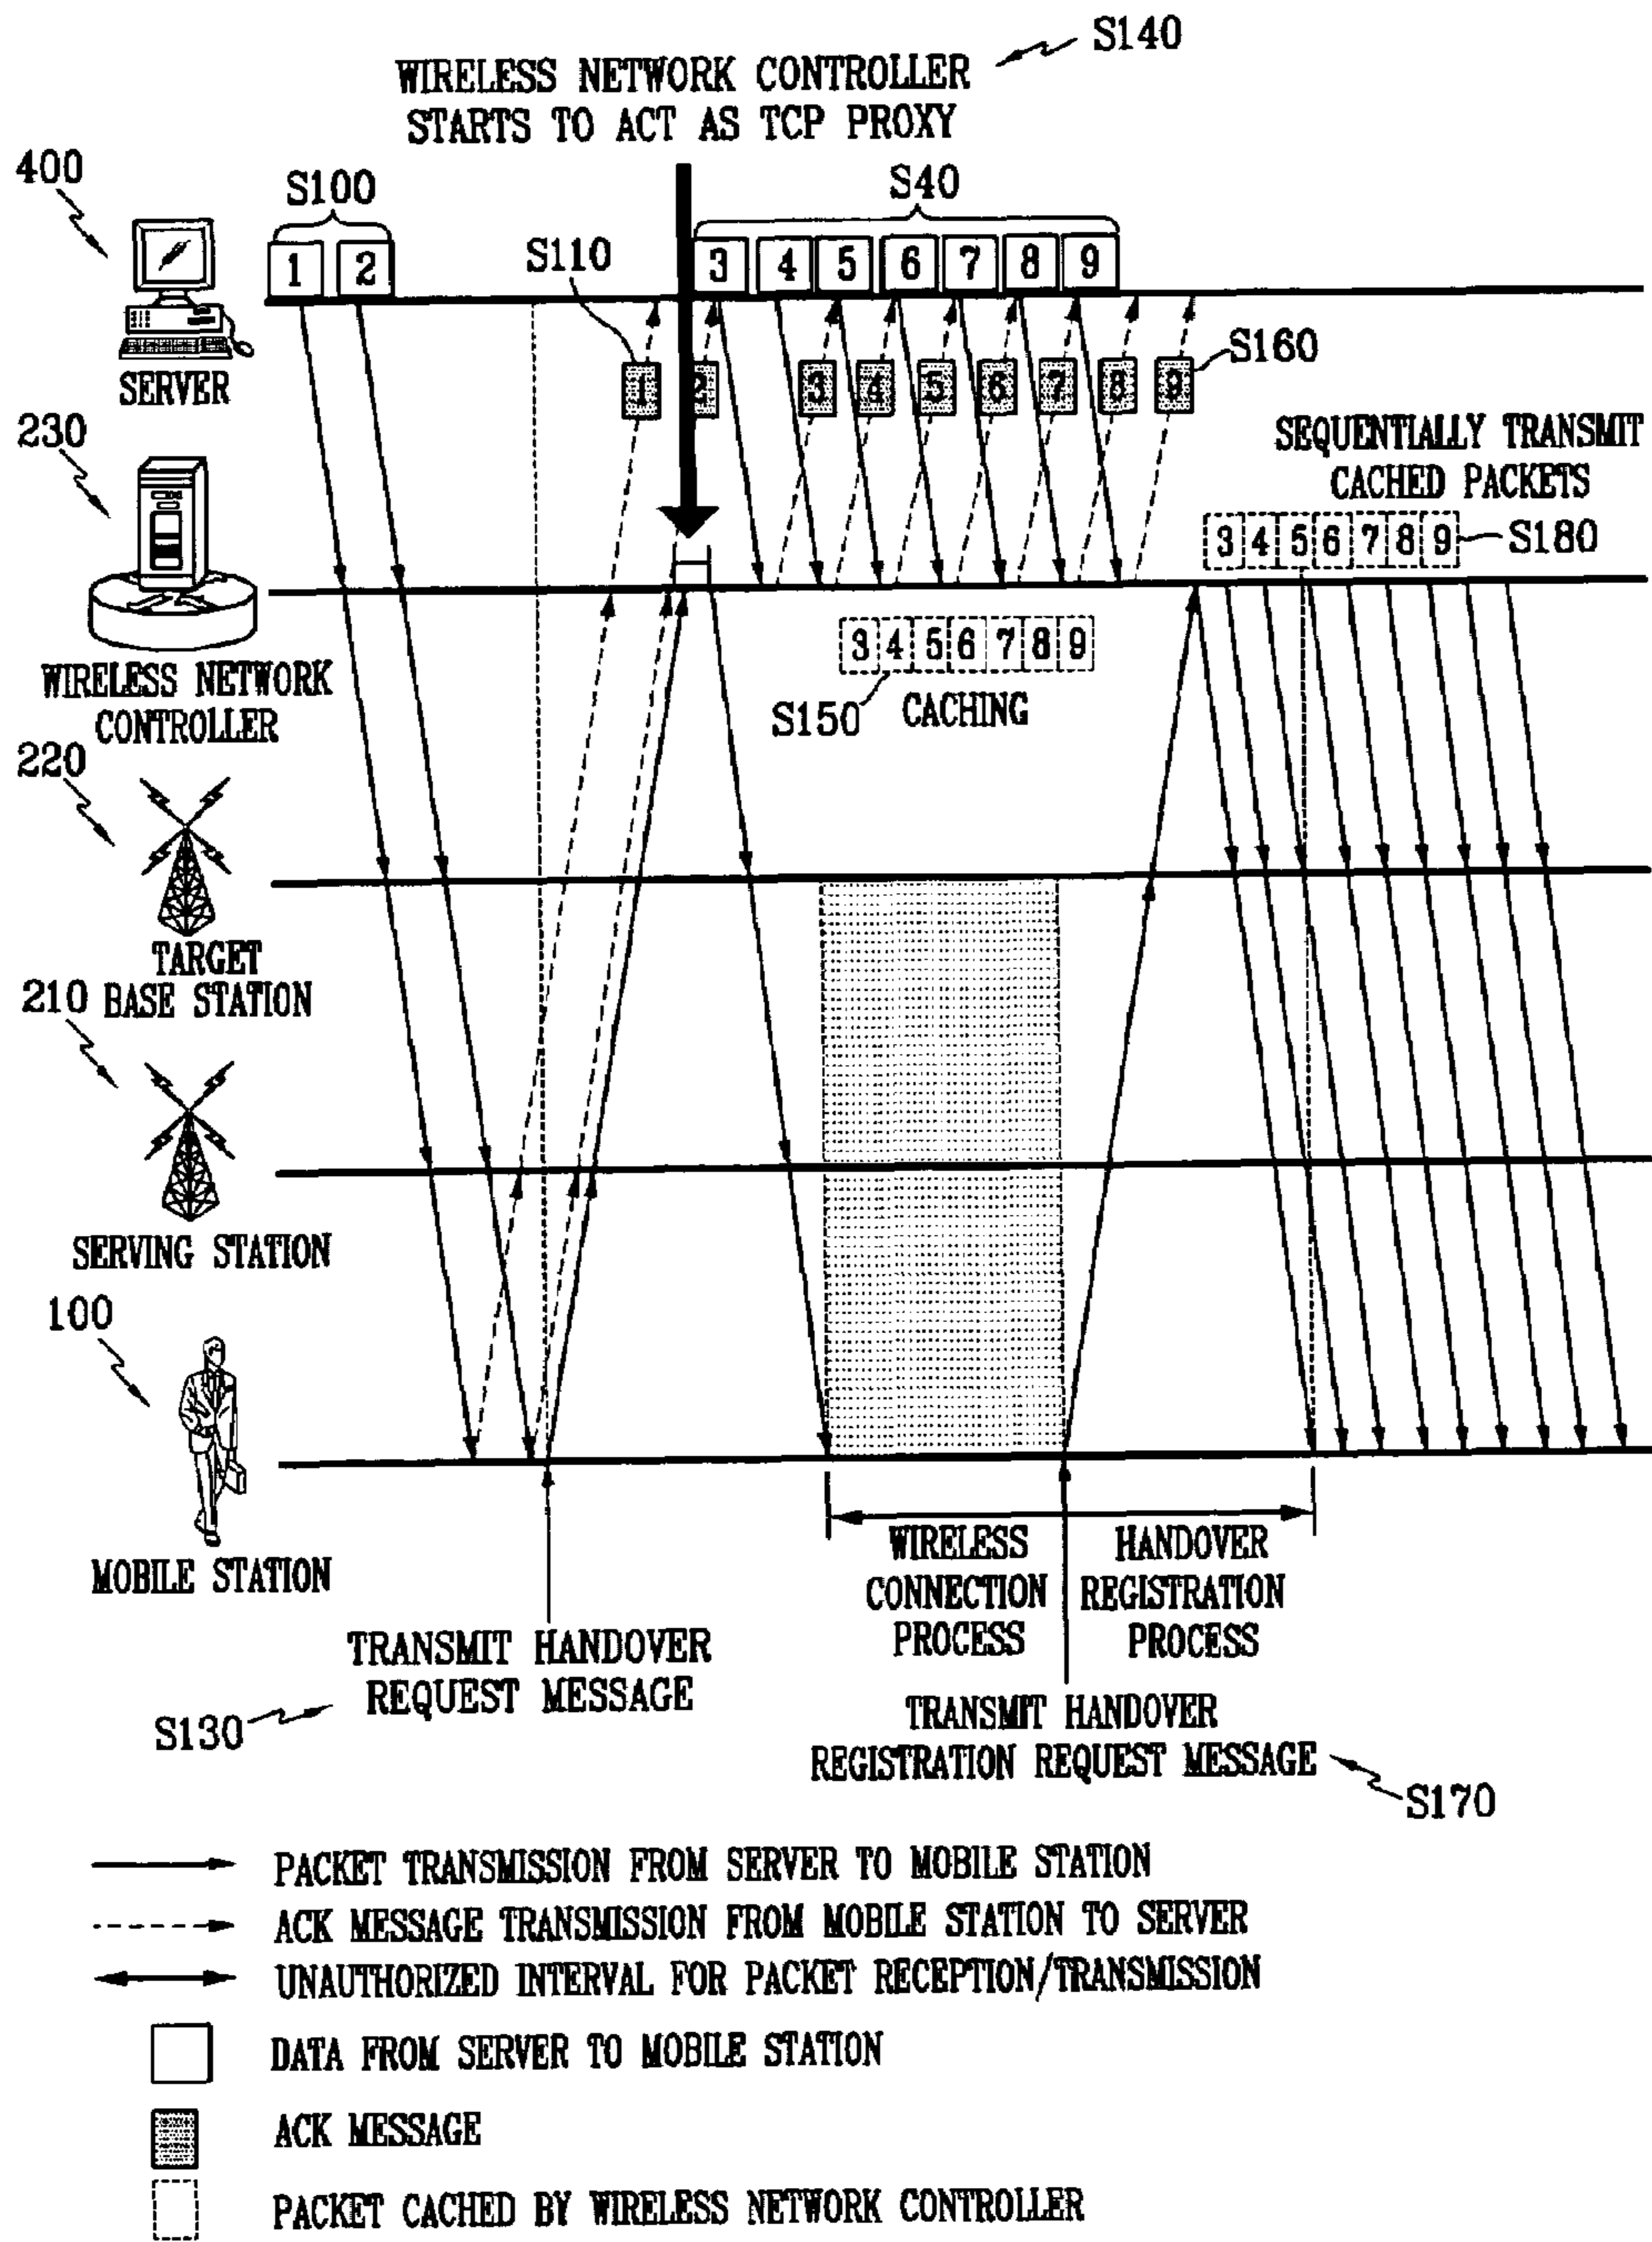 S140
WIRELESS NETWORK CONTROLLER
STARTS TO ACT AS TCP PROXY
400
S100
S40
1 2
S110
3 4 5 6 7 8 9
SERVER
1 2 3 4 5 6 7 8 9
S160
230
SEQUENTIALLY TRANSMIT
CACHED PACKETS
3 4 5 6 7 8 9
S180
3 4 5 6 7 8 9
S150
CACHING
WIRELESS NETWORK
CONTROLLER
220
TARGET
BASE STATION
210
SERVING STATION
100
MOBILE STATION
WIRELESS
CONNECTION
PROCESS
HANDOVER
REGISTRATION
PROCESS
TRANSMIT HANDOVER
REQUEST MESSAGE
S130
TRANSMIT HANDOVER
REGISTRATION REQUEST MESSAGE
S170
PACKET TRANSMISSION FROM SERVER TO MOBILE STATION
ACK MESSAGE TRANSMISSION FROM MOBILE STATION TO SERVER
UNAUTHORIZED INTERVAL FOR PACKET RECEPTION/TRANSMISSION
DATA FROM SERVER TO MOBILE STATION
ACK MESSAGE
PACKET CACHED BY WIRELESS NETWORK CONTROLLER